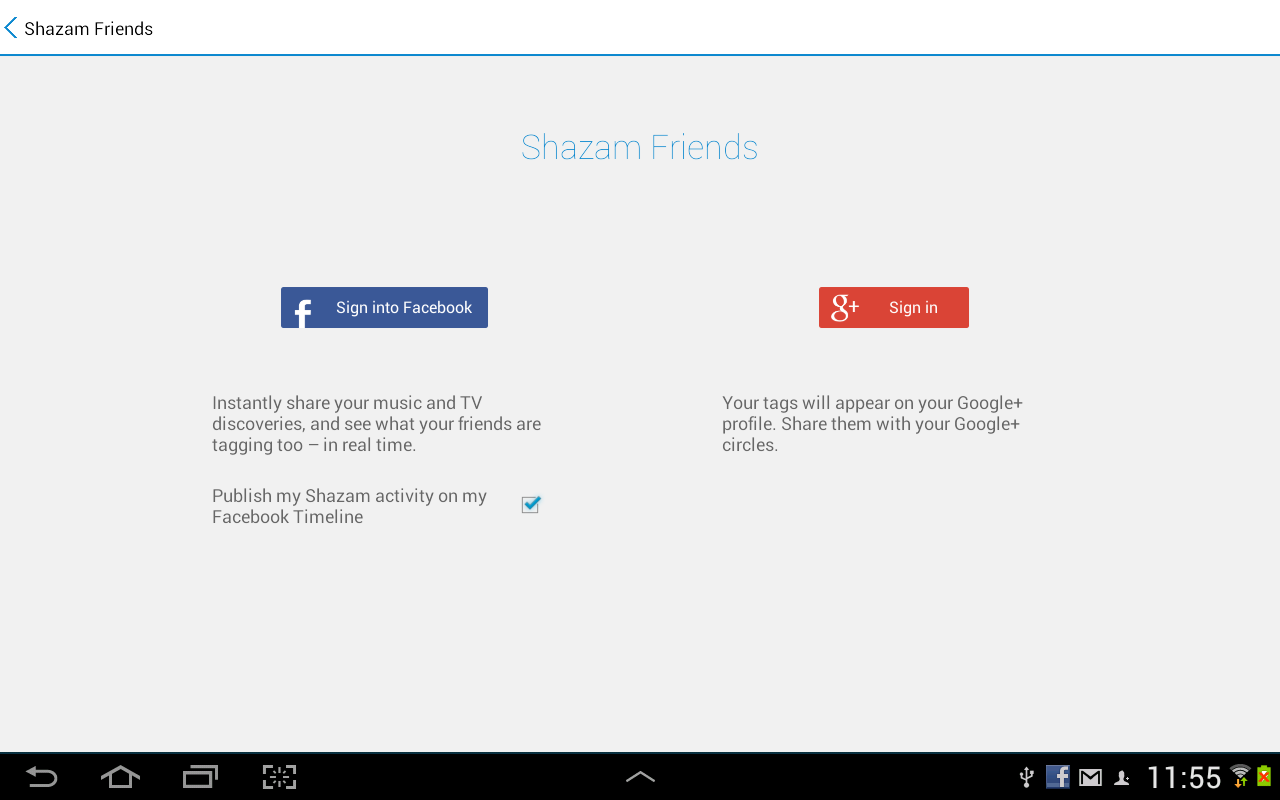 Shazam Friends
Shazam Friends
Sign into Facebook
g+ Sign in
Instantly share your music and TV
discoveries, and see what your friends are
tagging too – in real time.
Your tags will appear on your Google+
profile. Share them with your Google+
circles.
Publish my Shazam activity on my
Facebook Timeline
11:55